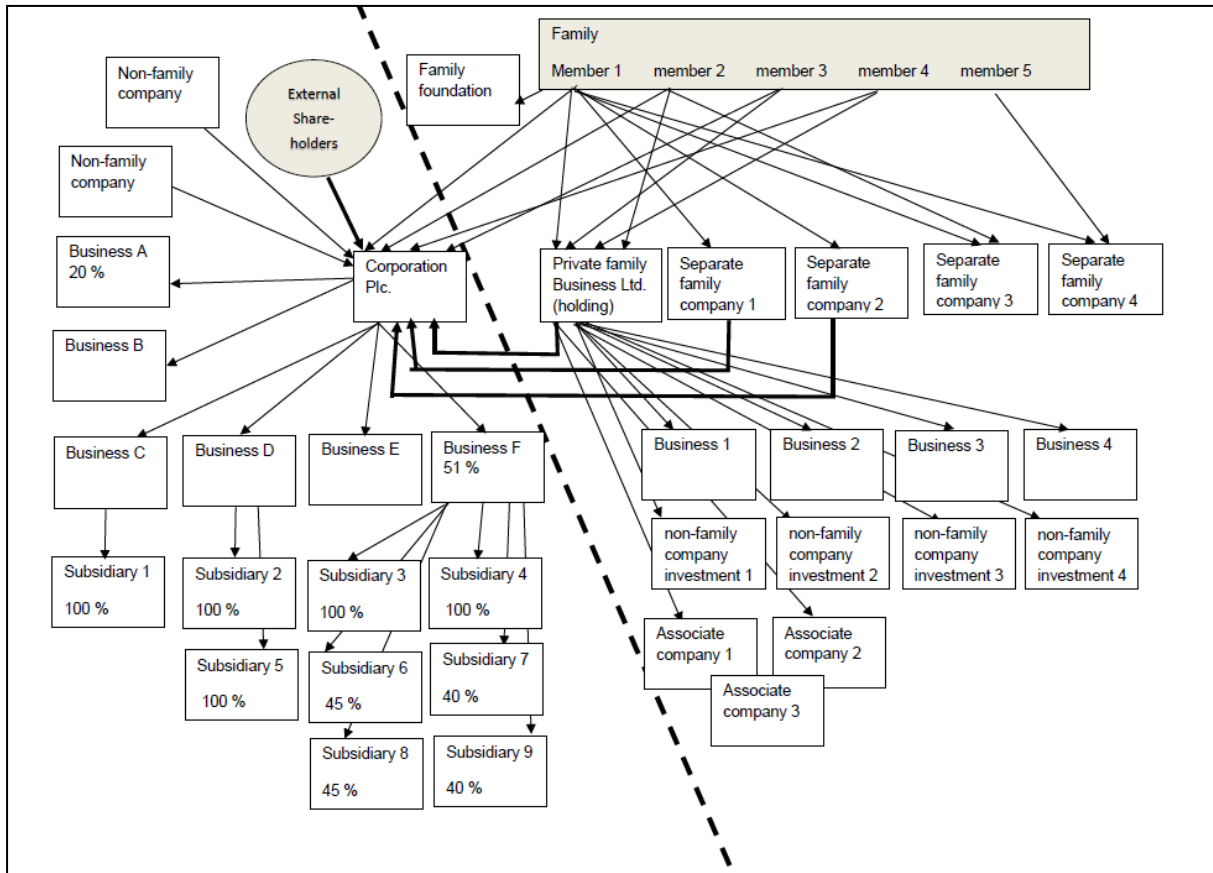 Family
Member 1 member 2 member 3 member 4 member 5
Non-family
company
External
Share-
holders
Family
foundation
Non-family
company
Business A
20 %
Corporation
Plc.
Private family
Business Ltd.
(holding)
Separate
family
company 1
Separate
family
company 2
Separate
family
company 3
Separate
family
company 4
Business B
Business C
Business D
Business E
Business F
51 %
Business 1
Business 2
Business 3
Business 4
non-family
company
investment 1
non-family
company
investment 2
non-family
company
investment 3
non-family
company
investment 4
Subsidiary 1
100 %
Subsidiary 2
100 %
Subsidiary 3
100 %
Subsidiary 4
100 %
Subsidiary 5
100 %
Subsidiary 6
45 %
Subsidiary 7
40 %
Associate
company 1
Associate
company 2
Associate
company 3
Subsidiary 8
45 %
Subsidiary 9
40 %